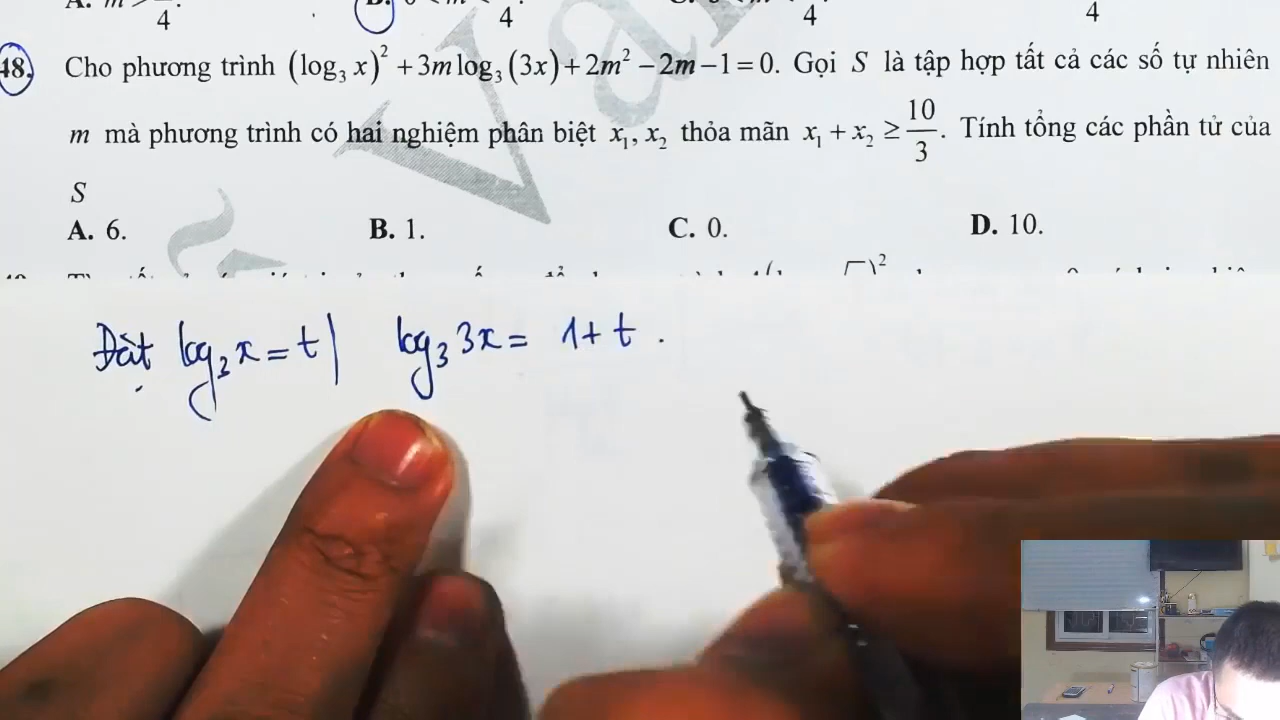 48. Cho phương trình (log₃ x)² + 3m log₃ (3x) + 2m² − 2m − 1 = 0. Gọi S là tập hợp tất cả các số tự nhiên
m mà phương trình có hai nghiệm phân biệt x₁, x₂ thỏa mãn x₁ + x₂ ≥ 10/3. Tính tổng các phần tử của
S
A. 6. B. 1. C. 0. D. 10.
Đặt log₃ x = t | log₃ 3x = 1 + t .